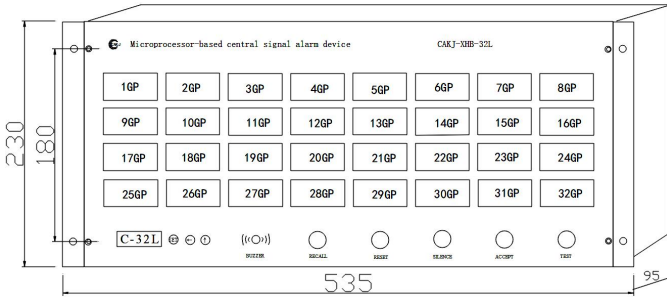 Microprocessor-based central signal alarm device CAKJ-XHB-32L
1GP 2GP 3GP 4GP 5GP 6GP 7GP 8GP
9GP 10GP 11GP 12GP 13GP 14GP 15GP 16GP
17GP 18GP 19GP 20GP 21GP 22GP 23GP 24GP
25GP 26GP 27GP 28GP 29GP 30GP 31GP 32GP
C-32L SET ← ↑ ((○))
BUZZER RECALL RESET SILENCE ACCEPT TEST
230
180
535
95